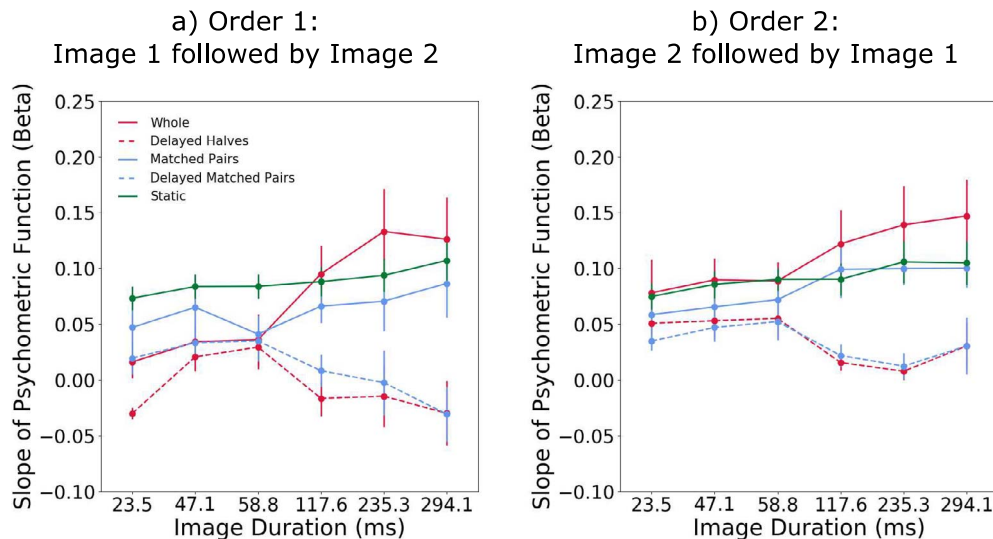 a) Order 1:
Image 1 followed by Image 2
Slope of Psychometric Function (Beta)
0.25
0.20
0.15
0.10
0.05
0.00
−0.05
−0.10
Whole
Delayed Halves
Matched Pairs
Delayed Matched Pairs
Static
23.5 47.1 58.8 117.6 235.3 294.1
Image Duration (ms)
b) Order 2:
Image 2 followed by Image 1
Slope of Psychometric Function (Beta)
0.25
0.20
0.15
0.10
0.05
0.00
−0.05
−0.10
23.5 47.1 58.8 117.6 235.3 294.1
Image Duration (ms)